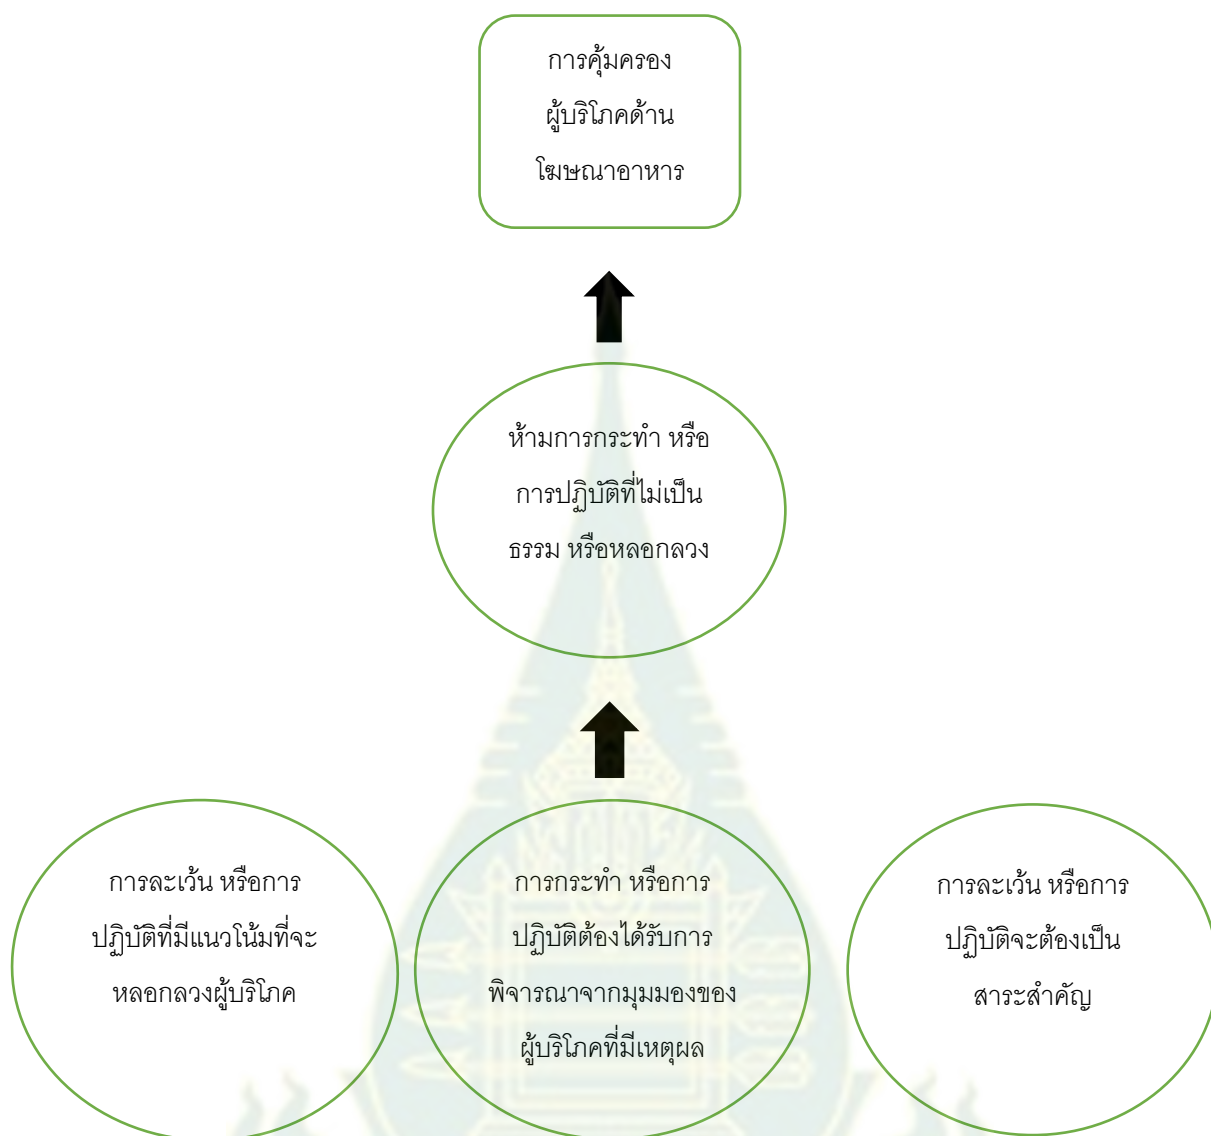 การคุ้มครอง
ผู้บริโภคด้าน
โฆษณาอาหาร
ห้ามการกระทำ หรือ
การปฏิบัติที่ไม่เป็น
ธรรม หรือหลอกลวง
การละเว้น หรือการ
ปฏิบัติที่มีแนวโน้มที่จะ
หลอกลวงผู้บริโภค
การกระทำ หรือการ
ปฏิบัติต้องได้รับการ
พิจารณาจากมุมมองของ
ผู้บริโภคที่มีเหตุผล
การละเว้น หรือการ
ปฏิบัติจะต้องเป็น
สาระสำคัญ